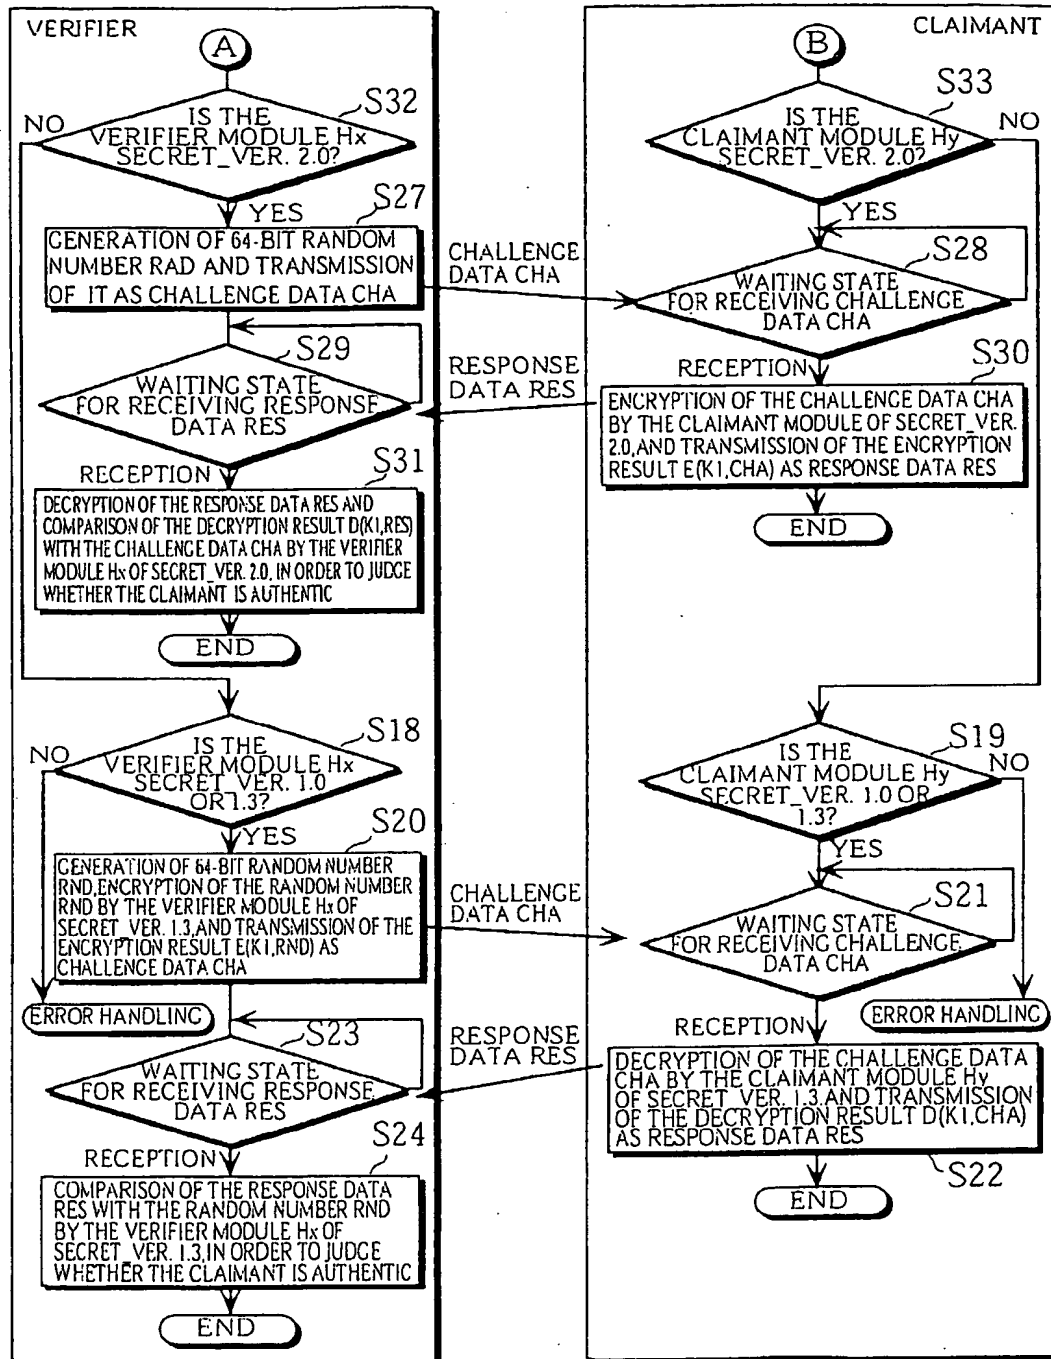 VERIFIER
A
S32
IS THE
VERIFIER MODULE Hx
SECRET_VER. 2.0?
NO
YES
S27
GENERATION OF 64-BIT RANDOM
NUMBER RAD AND TRANSMISSION
OF IT AS CHALLENGE DATA CHA
S29
WAITING STATE
FOR RECEIVING RESPONSE
DATA RES
RECEPTION
S31
DECRYPTION OF THE RESPONSE DATA RES AND
COMPARISON OF THE DECRYPTION RESULT D(K1,RES)
WITH THE CHALLENGE DATA CHA BY THE VERIFIER
MODULE Hx OF SECRET_VER. 2.0, IN ORDER TO JUDGE
WHETHER THE CLAIMANT IS AUTHENTIC
END
S18
IS THE
VERIFIER MODULE Hx
SECRET_VER. 1.0
OR 1.3?
NO
YES
S20
GENERATION OF 64-BIT RANDOM NUMBER
RND,ENCRYPTION OF THE RANDOM NUMBER
RND BY THE VERIFIER MODULE Hx OF
SECRET_VER. 1.3,AND TRANSMISSION OF THE
ENCRYPTION RESULT E(K1,RND) AS
CHALLENGE DATA CHA
ERROR HANDLING
S23
WAITING STATE
FOR RECEIVING RESPONSE
DATA RES
RECEPTION
S24
COMPARISON OF THE RESPONSE DATA
RES WITH THE RANDOM NUMBER RND
BY THE VERIFIER MODULE Hx OF
SECRET_VER. 1.3,IN ORDER TO JUDGE
WHETHER THE CLAIMANT IS AUTHENTIC
END
CHALLENGE
DATA CHA
RESPONSE
DATA RES
CHALLENGE
DATA CHA
RESPONSE
DATA RES
CLAIMANT
B
S33
IS THE
CLAIMANT MODULE Hy
SECRET_VER. 2.0?
NO
YES
S28
WAITING STATE
FOR RECEIVING CHALLENGE
DATA CHA
RECEPTION
S30
ENCRYPTION OF THE CHALLENGE DATA CHA
BY THE CLAIMANT MODULE OF SECRET_VER.
2.0,AND TRANSMISSION OF THE ENCRYPTION
RESULT E(K1,CHA) AS RESPONSE DATA RES
END
S19
IS THE
CLAIMANT MODULE Hy
SECRET_VER. 1.0 OR
1.3?
NO
YES
S21
WAITING STATE
FOR RECEIVING CHALLENGE
DATA CHA
ERROR HANDLING
RECEPTION
DECRYPTION OF THE CHALLENGE DATA
CHA BY THE CLAIMANT MODULE Hy
OF SECRET_VER. 1.3,AND TRANSMISSION
OF THE DECRYPTION RESULT D(K1,CHA)
AS RESPONSE DATA RES
S22
END